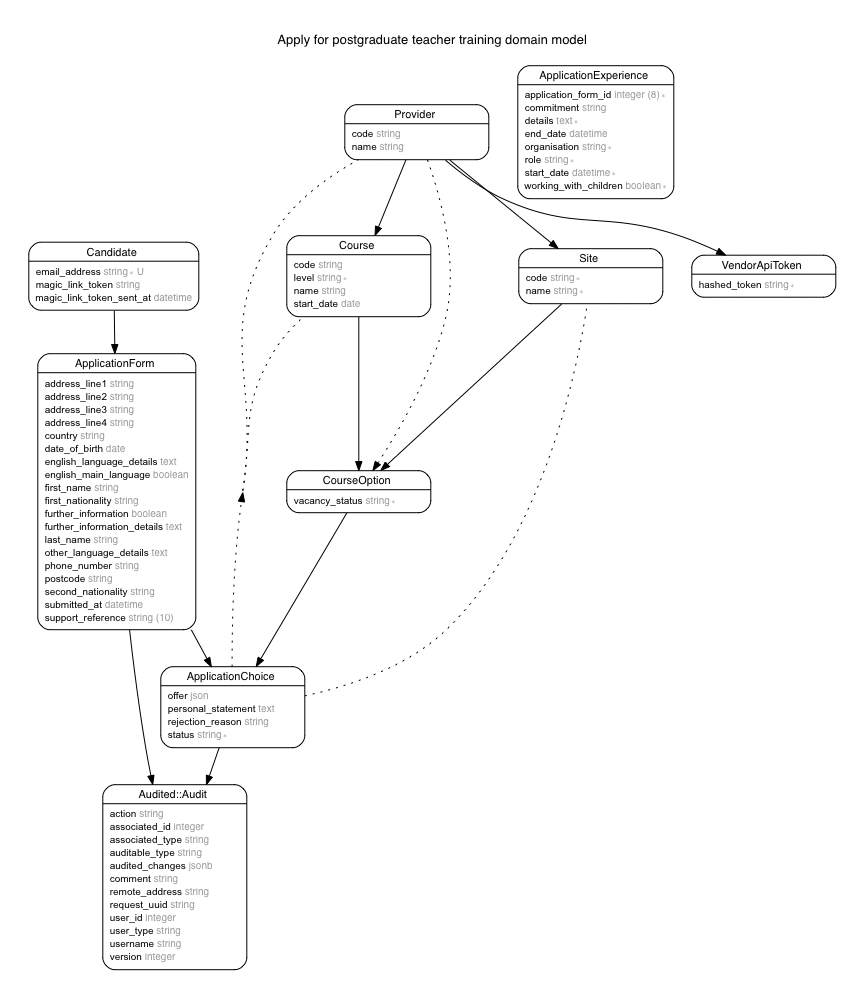 Apply for postgraduate teacher training domain model
ApplicationExperience
application_form_id integer (8) ∗
commitment string
details text ∗
end_date datetime
organisation string ∗
role string ∗
start_date datetime ∗
working_with_children boolean ∗
Provider
code string
name string
Candidate
email_address string ∗ U
magic_link_token string
magic_link_token_sent_at datetime
Course
code string
level string ∗
name string
start_date date
Site
code string ∗
name string ∗
VendorApiToken
hashed_token string ∗
ApplicationForm
address_line1 string
address_line2 string
address_line3 string
address_line4 string
country string
date_of_birth date
english_language_details text
english_main_language boolean
first_name string
first_nationality string
further_information boolean
further_information_details text
last_name string
other_language_details text
phone_number string
postcode string
second_nationality string
submitted_at datetime
support_reference string (10)
CourseOption
vacancy_status string ∗
ApplicationChoice
offer json
personal_statement text
rejection_reason string
status string ∗
Audited::Audit
action string
associated_id integer
associated_type string
auditable_type string
audited_changes jsonb
comment string
remote_address string
request_uuid string
user_id integer
user_type string
username string
version integer